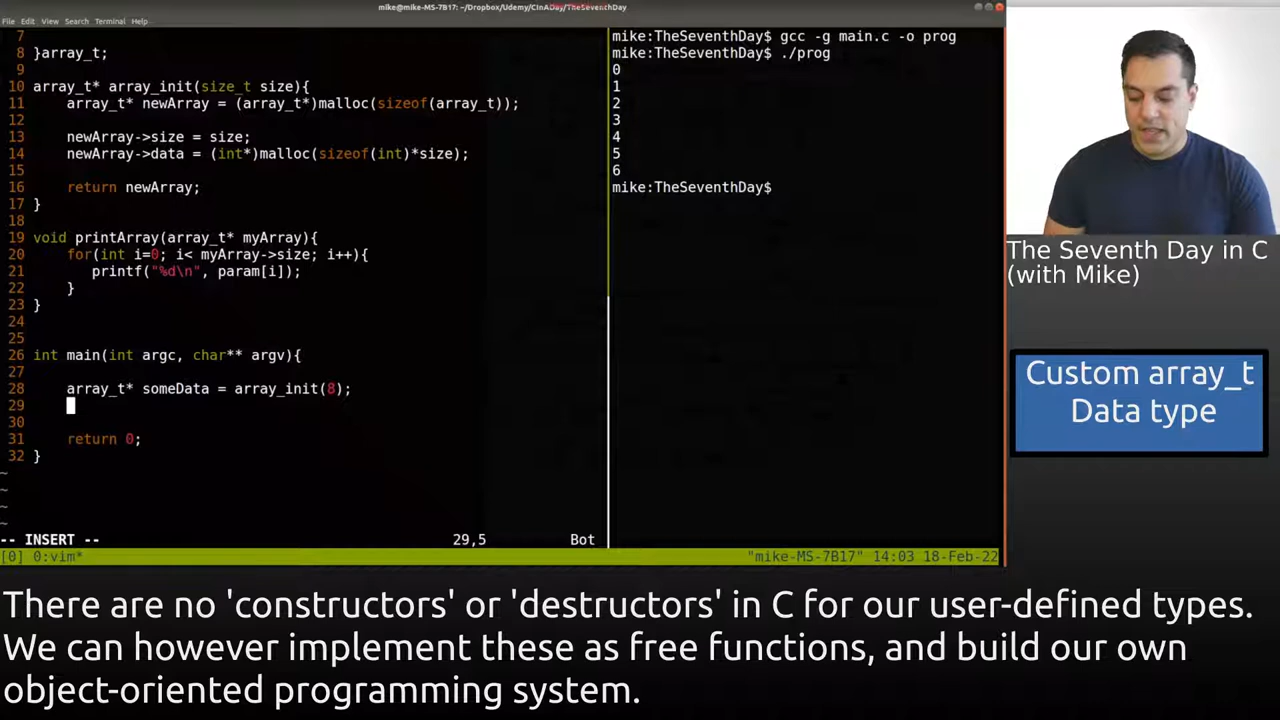 mike@mike-MS-7B17: ~/Dropbox/Udemy/CInADay/TheSeventhDay
File Edit View Search Terminal Help
7
8 }array_t;
9
10 array_t* array_init(size_t size){
11     array_t* newArray = (array_t*)malloc(sizeof(array_t));
12
13     newArray->size = size;
14     newArray->data = (int*)malloc(sizeof(int)*size);
15
16     return newArray;
17 }
18
19 void printArray(array_t* myArray){
20     for(int i=0; i< myArray->size; i++){
21        printf("%d\n", param[i]);
22     }
23 }
24
25
26 int main(int argc, char** argv){
27
28     array_t* someData = array_init(8);
29
30
31     return 0;
32 }
~
~
~
~
-- INSERT -- 29,5 Bot
mike:TheSeventhDay$ gcc -g main.c -o prog
mike:TheSeventhDay$ ./prog
0
1
2
3
4
5
6
mike:TheSeventhDay$
[0] 0:vim* "mike-MS-7B17" 14:03 18-Feb-22
The Seventh Day in C
(with Mike)
Custom array_t
Data type
There are no 'constructors' or 'destructors' in C for our user-defined types.
We can however implement these as free functions, and build our own
object-oriented programming system.